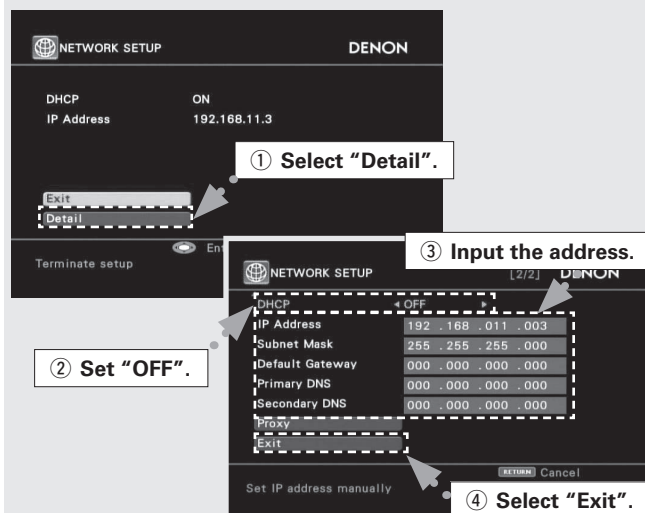 NETWORK SETUP DENON
DHCP ON
IP Address 192.168.11.3
① Select “Detail”.
Exit
Detail
Terminate setup
③ Input the address.
NETWORK SETUP [2/2] DENON
DHCP OFF
IP Address 192 .168 .011 .003
Subnet Mask 255 .255 .255 .000
Default Gateway 000 .000 .000 .000
Primary DNS 000 .000 .000 .000
Secondary DNS 000 .000 .000 .000
② Set “OFF”.
Proxy
Exit
RETURN Cancel
Set IP address manually
④ Select “Exit”.